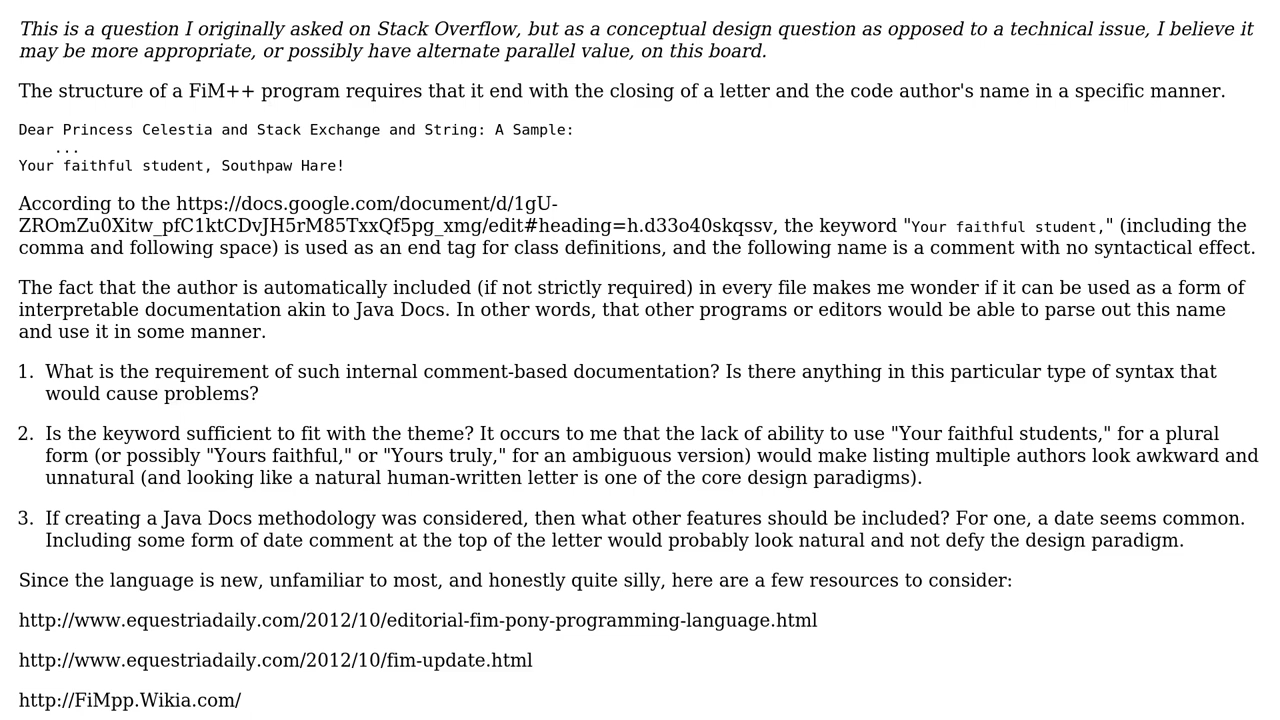 This is a question I originally asked on Stack Overflow, but as a conceptual design question as opposed to a technical issue, I believe it
may be more appropriate, or possibly have alternate parallel value, on this board.
The structure of a FiM++ program requires that it end with the closing of a letter and the code author's name in a specific manner.
Dear Princess Celestia and Stack Exchange and String: A Sample:
...
Your faithful student, Southpaw Hare!
According to the https://docs.google.com/document/d/1gU-
ZROmZu0Xitw_pfC1ktCDvJH5rM85TxxQf5pg_xmg/edit#heading=h.d33o40skqssv, the keyword "Your faithful student," (including the
comma and following space) is used as an end tag for class definitions, and the following name is a comment with no syntactical effect.
The fact that the author is automatically included (if not strictly required) in every file makes me wonder if it can be used as a form of
interpretable documentation akin to Java Docs. In other words, that other programs or editors would be able to parse out this name
and use it in some manner.
1. What is the requirement of such internal comment-based documentation? Is there anything in this particular type of syntax that
would cause problems?
2. Is the keyword sufficient to fit with the theme? It occurs to me that the lack of ability to use "Your faithful students," for a plural
form (or possibly "Yours faithful," or "Yours truly," for an ambiguous version) would make listing multiple authors look awkward and
unnatural (and looking like a natural human-written letter is one of the core design paradigms).
3. If creating a Java Docs methodology was considered, then what other features should be included? For one, a date seems common.
Including some form of date comment at the top of the letter would probably look natural and not defy the design paradigm.
Since the language is new, unfamiliar to most, and honestly quite silly, here are a few resources to consider:
http://www.equestriadaily.com/2012/10/editorial-fim-pony-programming-language.html
http://www.equestriadaily.com/2012/10/fim-update.html
http://FiMpp.Wikia.com/